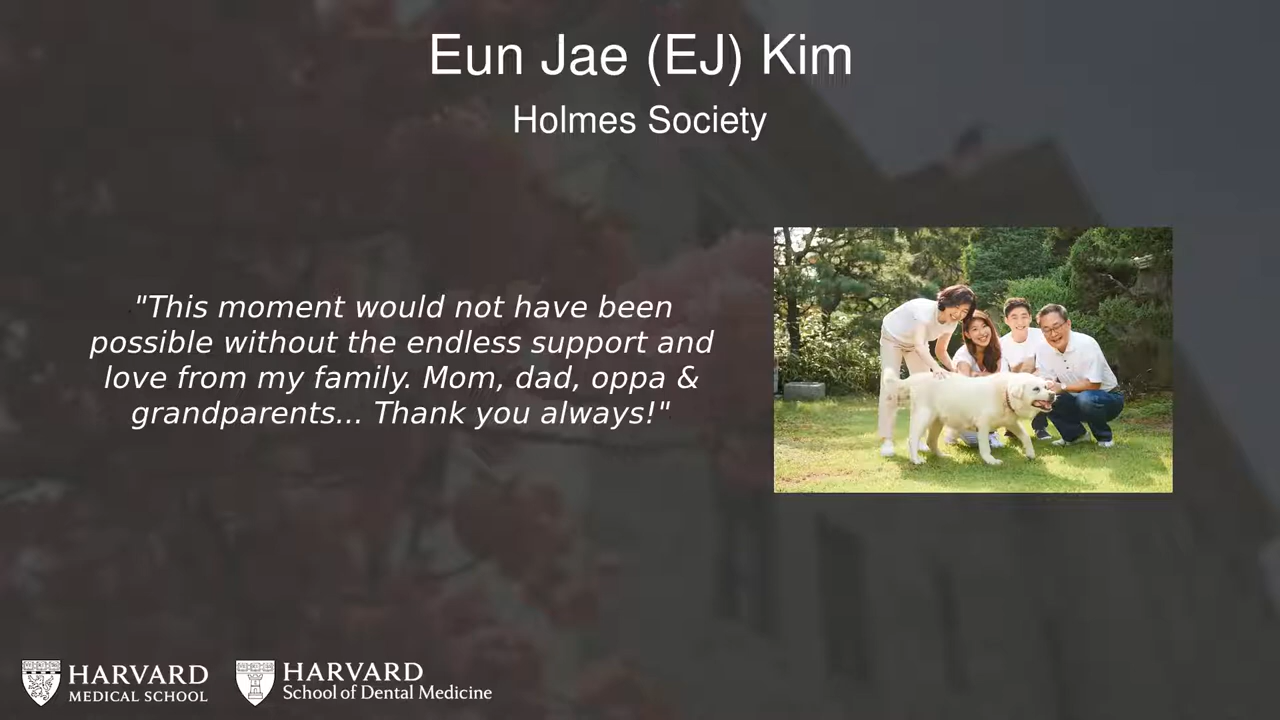 Eun Jae (EJ) Kim
Holmes Society
"This moment would not have been
possible without the endless support and
love from my family. Mom, dad, oppa &
grandparents... Thank you always!"
HARVARD
MEDICAL SCHOOL
HARVARD
School of Dental Medicine